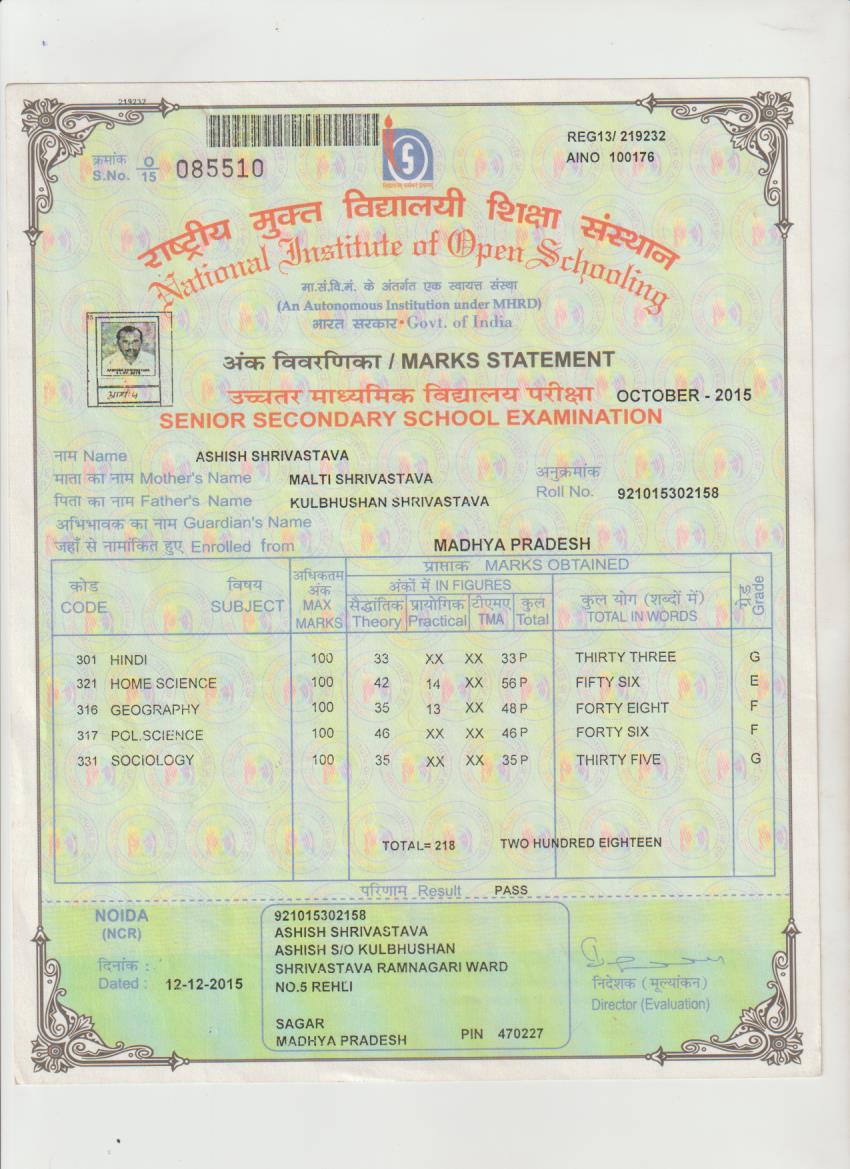 219232
REG13/ 219232
क्रमांक O
S.No. 15 085510
AINO 100176
राष्ट्रीय मुक्त विद्यालयी शिक्षा संस्थान
National Institute of Open Schooling
मा.सं.वि.मं. के अंतर्गत एक स्वायत्त संस्था
(An Autonomous Institution under MHRD)
भारत सरकार • Govt. of India
अंक विवरणिका / MARKS STATEMENT
उच्चतर माध्यमिक विद्यालय परीक्षा OCTOBER - 2015
SENIOR SECONDARY SCHOOL EXAMINATION
नाम Name ASHISH SHRIVASTAVA
माता का नाम Mother's Name MALTI SHRIVASTAVA
अनुक्रमांक
Roll No. 921015302158
पिता का नाम Father's Name KULBHUSHAN SHRIVASTAVA
अभिभावक का नाम Guardian's Name
जहाँ से नामांकित हुए Enrolled from MADHYA PRADESH
प्राप्तांक MARKS OBTAINED
कोड विषय अधिकतम अंक अंकों में IN FIGURES कुल योग (शब्दों में) ग्रेड
CODE SUBJECT MAX MARKS सैद्धांतिक प्रायोगिक टीएमए कुल TOTAL IN WORDS Grade
Theory Practical TMA Total
301 HINDI 100 33 XX XX 33 P THIRTY THREE G
321 HOME SCIENCE 100 42 14 XX 56 P FIFTY SIX E
316 GEOGRAPHY 100 35 13 XX 48 P FORTY EIGHT F
317 POL.SCIENCE 100 46 XX XX 46 P FORTY SIX F
331 SOCIOLOGY 100 35 XX XX 35 P THIRTY FIVE G
TOTAL= 218 TWO HUNDRED EIGHTEEN
परिणाम Result PASS
NOIDA
(NCR)
दिनांक :
Dated : 12-12-2015
921015302158
ASHISH SHRIVASTAVA
ASHISH S/O KULBHUSHAN
SHRIVASTAVA RAMNAGARI WARD
NO.5 REHLI
SAGAR
MADHYA PRADESH PIN 470227
निदेशक (मूल्यांकन)
Director (Evaluation)